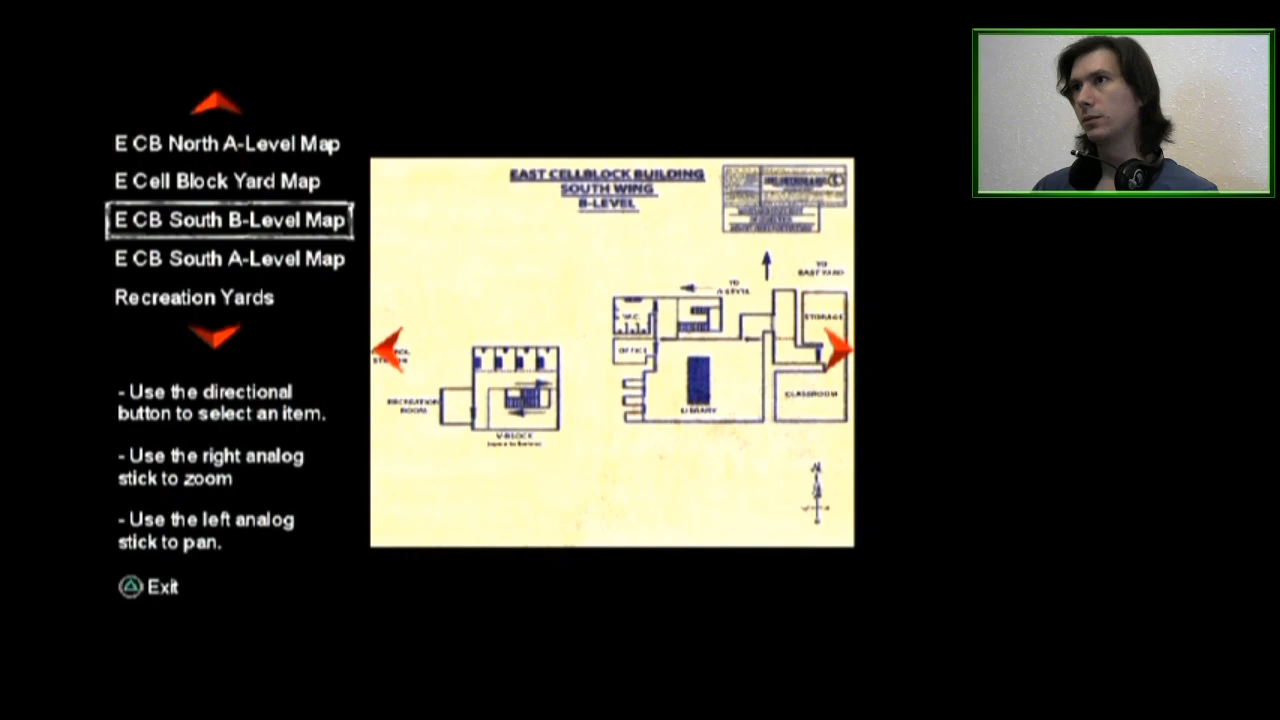 E CB North A-Level Map
E Cell Block Yard Map
E CB South B-Level Map
E CB South A-Level Map
Recreation Yards
- Use the directional
button to select an item.
- Use the right analog
stick to zoom
- Use the left analog
stick to pan.
Exit
EAST CELLBLOCK BUILDING
SOUTH WING
B-LEVEL
TO
EAST YARD
TO
A-LEVEL
W.C.
STORAGE
OFFICE
CLASSROOM
LIBRARY
RECREATION
ROOM
V-BLOCK
N